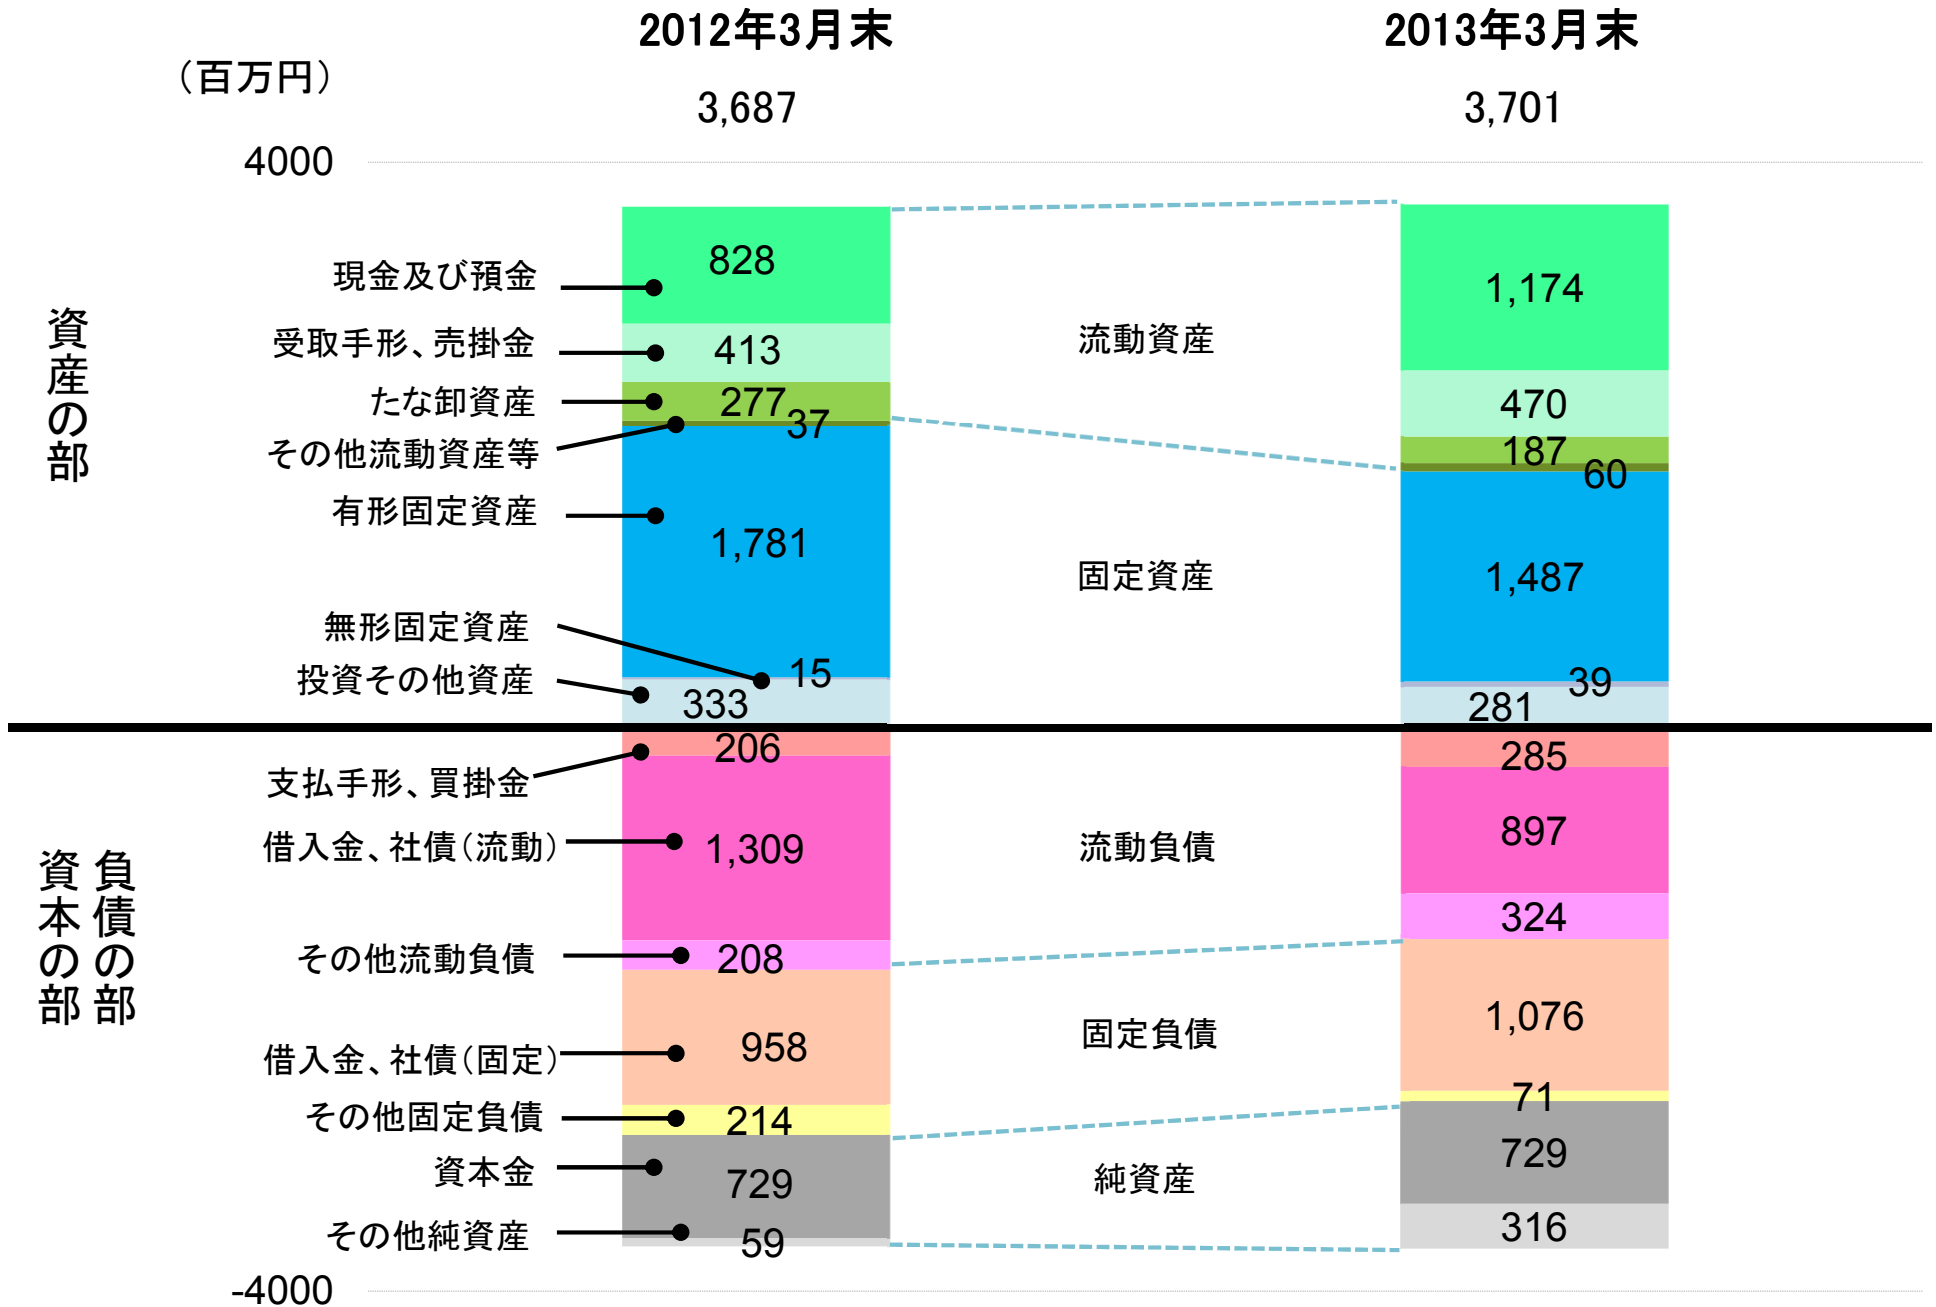 2012年3月末
2013年3月末
（百万円）
3,687
3,701
4000
資産の部
現金及び預金
828
1,174
受取手形、売掛金
413
流動資産
470
たな卸資産
277
187
その他流動資産等
37
60
有形固定資産
1,781
固定資産
1,487
無形固定資産
15
39
投資その他資産
333
281
負債の部
資本の部
支払手形、買掛金
206
285
借入金、社債（流動）
1,309
流動負債
897
その他流動負債
208
324
借入金、社債（固定）
958
固定負債
1,076
その他固定負債
214
71
資本金
729
純資産
729
その他純資産
59
316
-4000